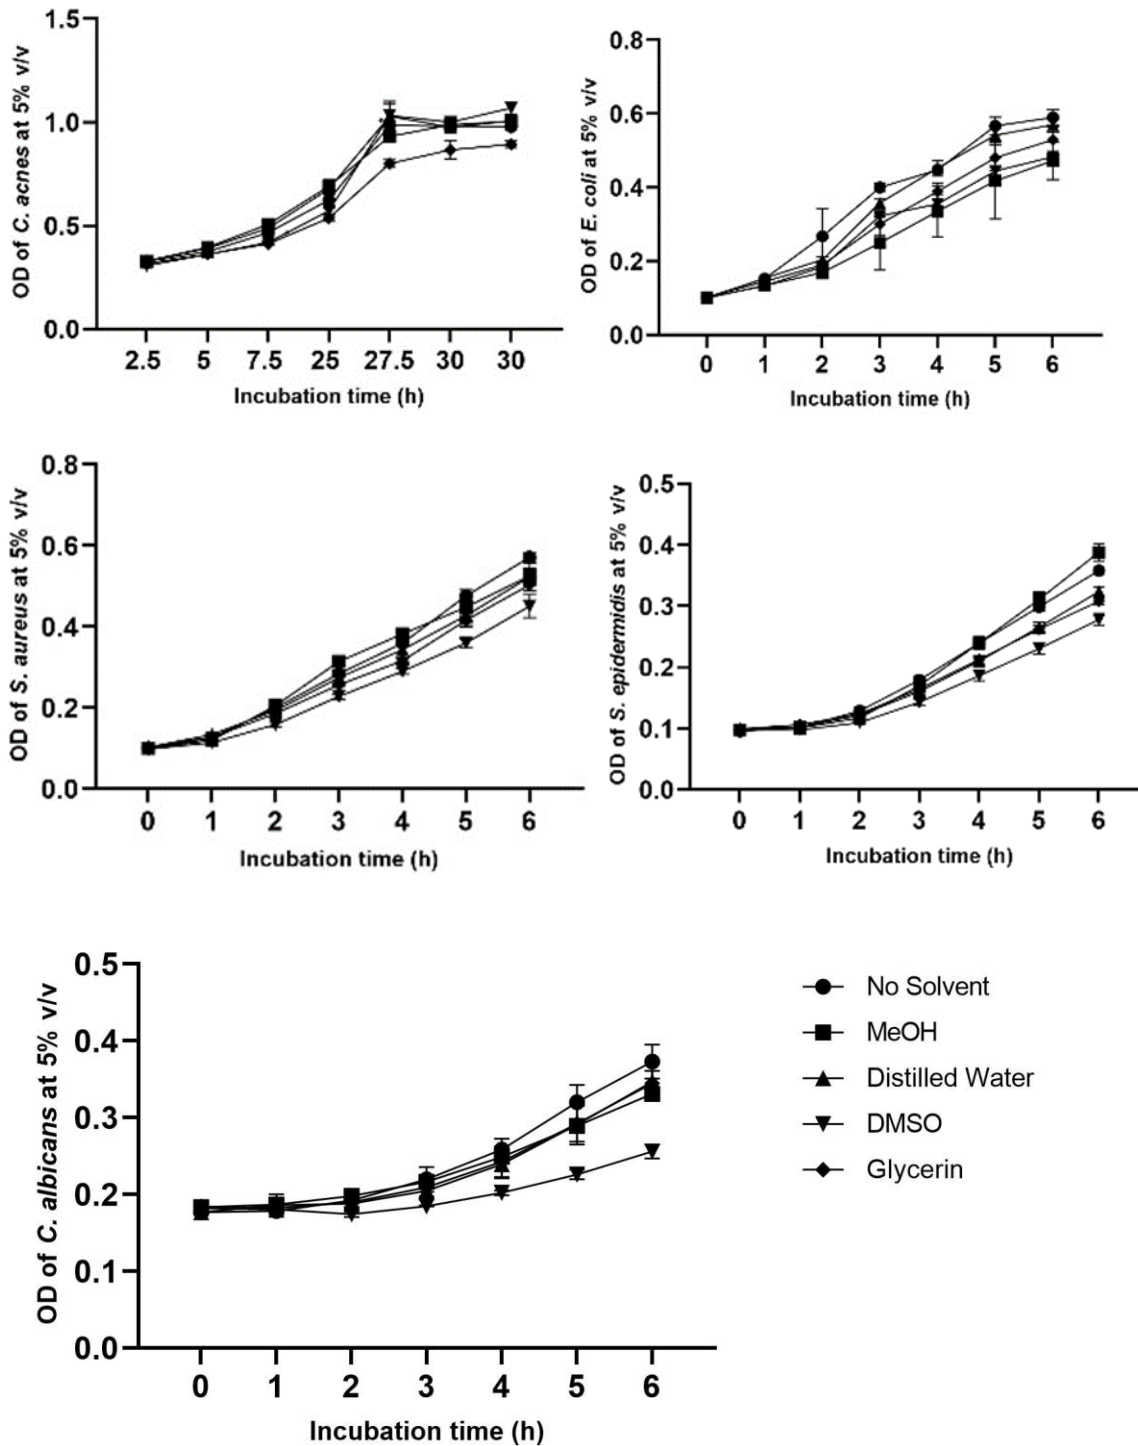 1.5
1.0
0.5
0.0
OD of C. acnes at 5% v/v
2.5 5 7.5 25 27.5 30 30
Incubation time (h)
0.8
0.6
0.4
0.2
0.0
OD of E. coli at 5% v/v
0 1 2 3 4 5 6
Incubation time (h)
0.8
0.6
0.4
0.2
0.0
OD of S. aureus at 5% v/v
0 1 2 3 4 5 6
Incubation time (h)
0.5
0.4
0.3
0.2
0.1
0.0
OD of S. epidermidis at 5% v/v
0 1 2 3 4 5 6
Incubation time (h)
0.5
0.4
0.3
0.2
0.1
0.0
OD of C. albicans at 5% v/v
0 1 2 3 4 5 6
Incubation time (h)
No Solvent
MeOH
Distilled Water
DMSO
Glycerin